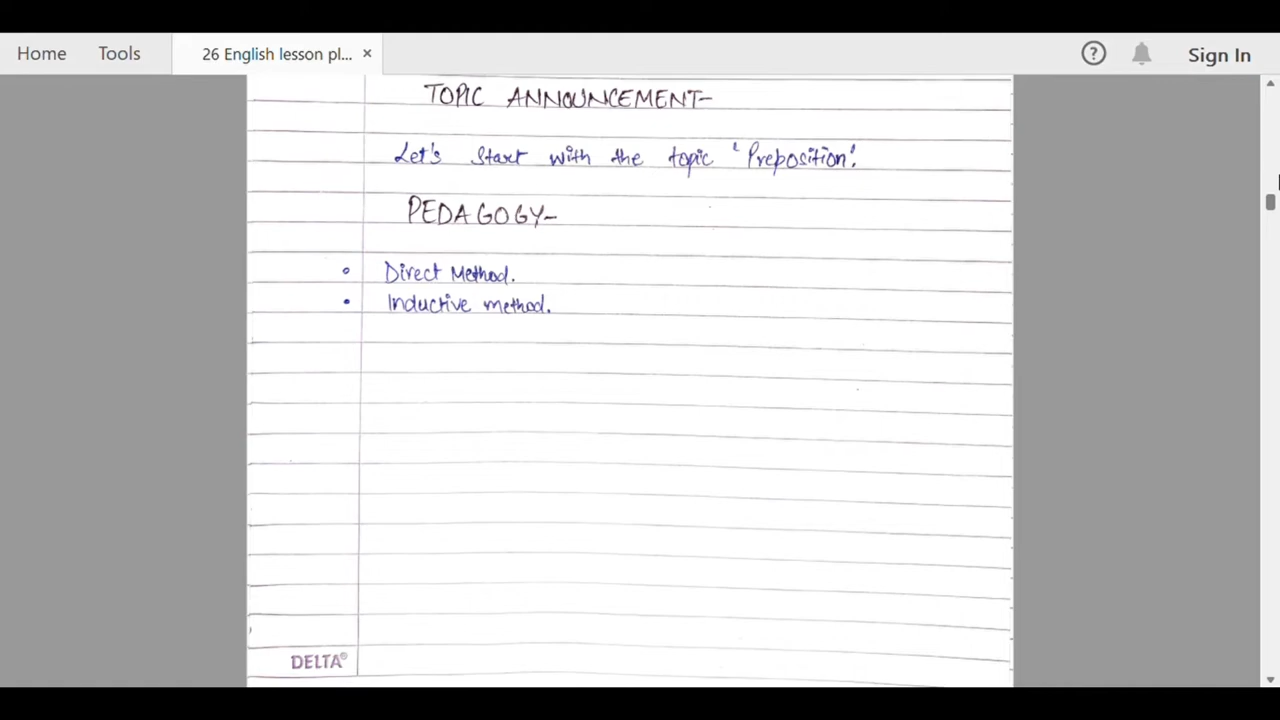 Home Tools 26 English lesson pl... × ? Sign In
TOPIC ANNOUNCEMENT-
Let's Start with the topic 'Preposition'.
PEDAGOGY-
• Direct Method.
• Inductive method.
DELTA®